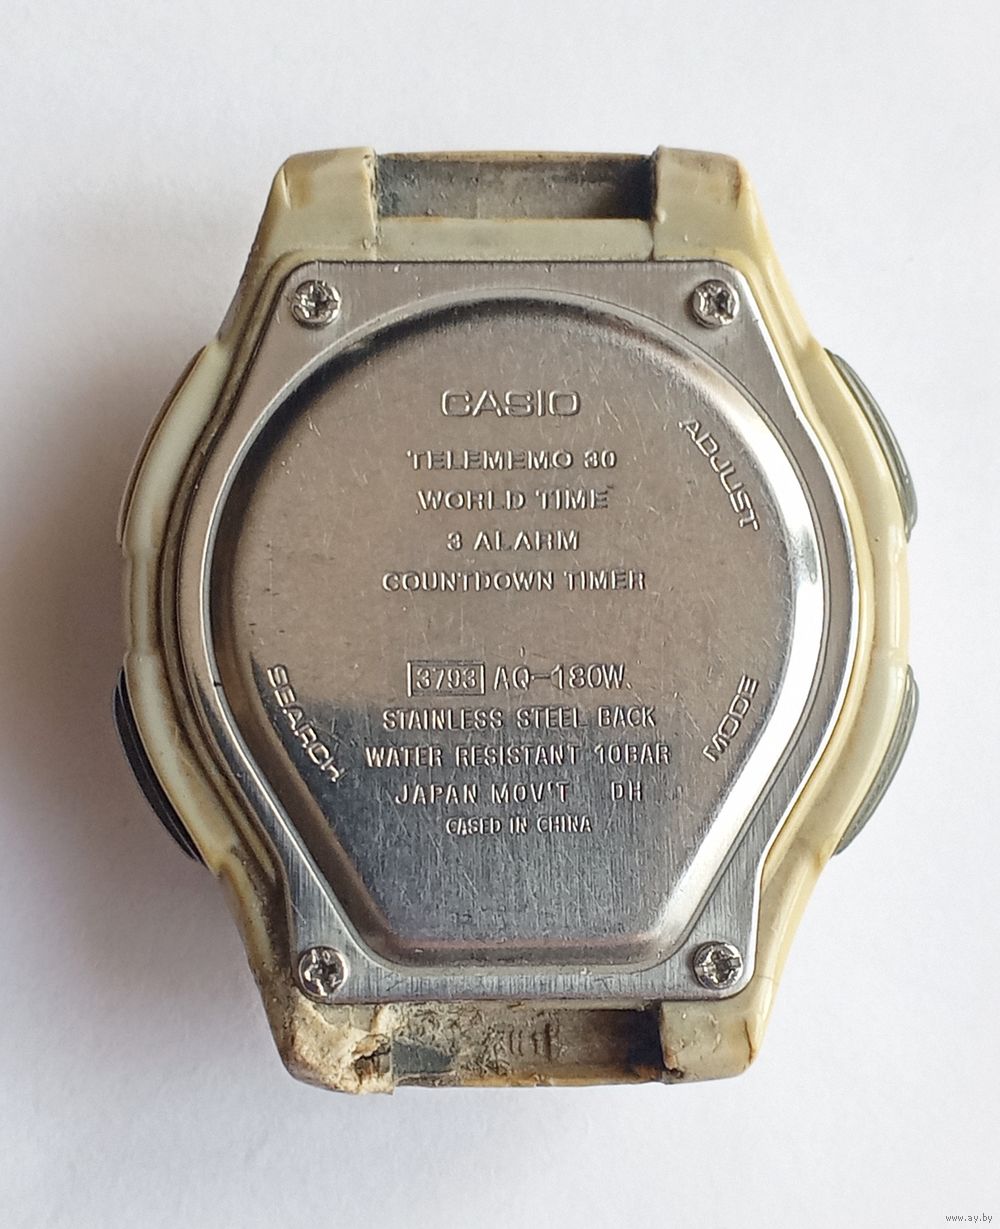 CASIO
TELEMEMO 30
WORLD TIME
3 ALARM
COUNTDOWN TIMER
ADJUST
SEARCH
MODE
3793 AQ-180W
STAINLESS STEEL BACK
WATER RESISTANT 10BAR
JAPAN MOV'T DH
CASED IN CHINA
www.ay.by